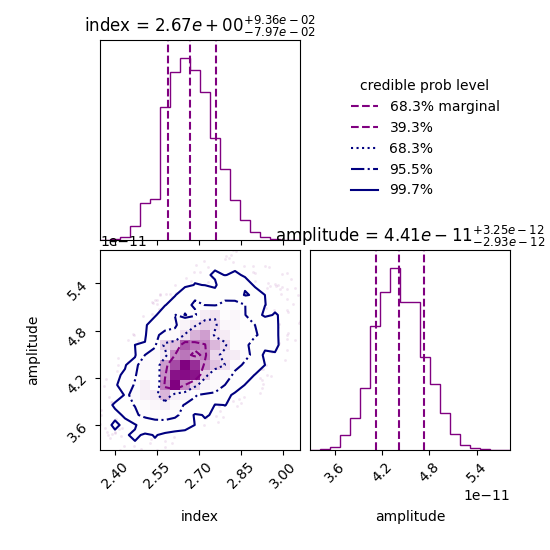 index = 2.67e+00+9.36e−02−7.97e−02
credible prob level
68.3% marginal
39.3%
68.3%
95.5%
99.7%
1e−11
amplitude = 4.41e−11+3.25e−12−2.93e−12
5.4
4.8
4.2
3.6
amplitude
2.40 2.55 2.70 2.85 3.00
index
3.6 4.2 4.8 5.4
1e−11
amplitude